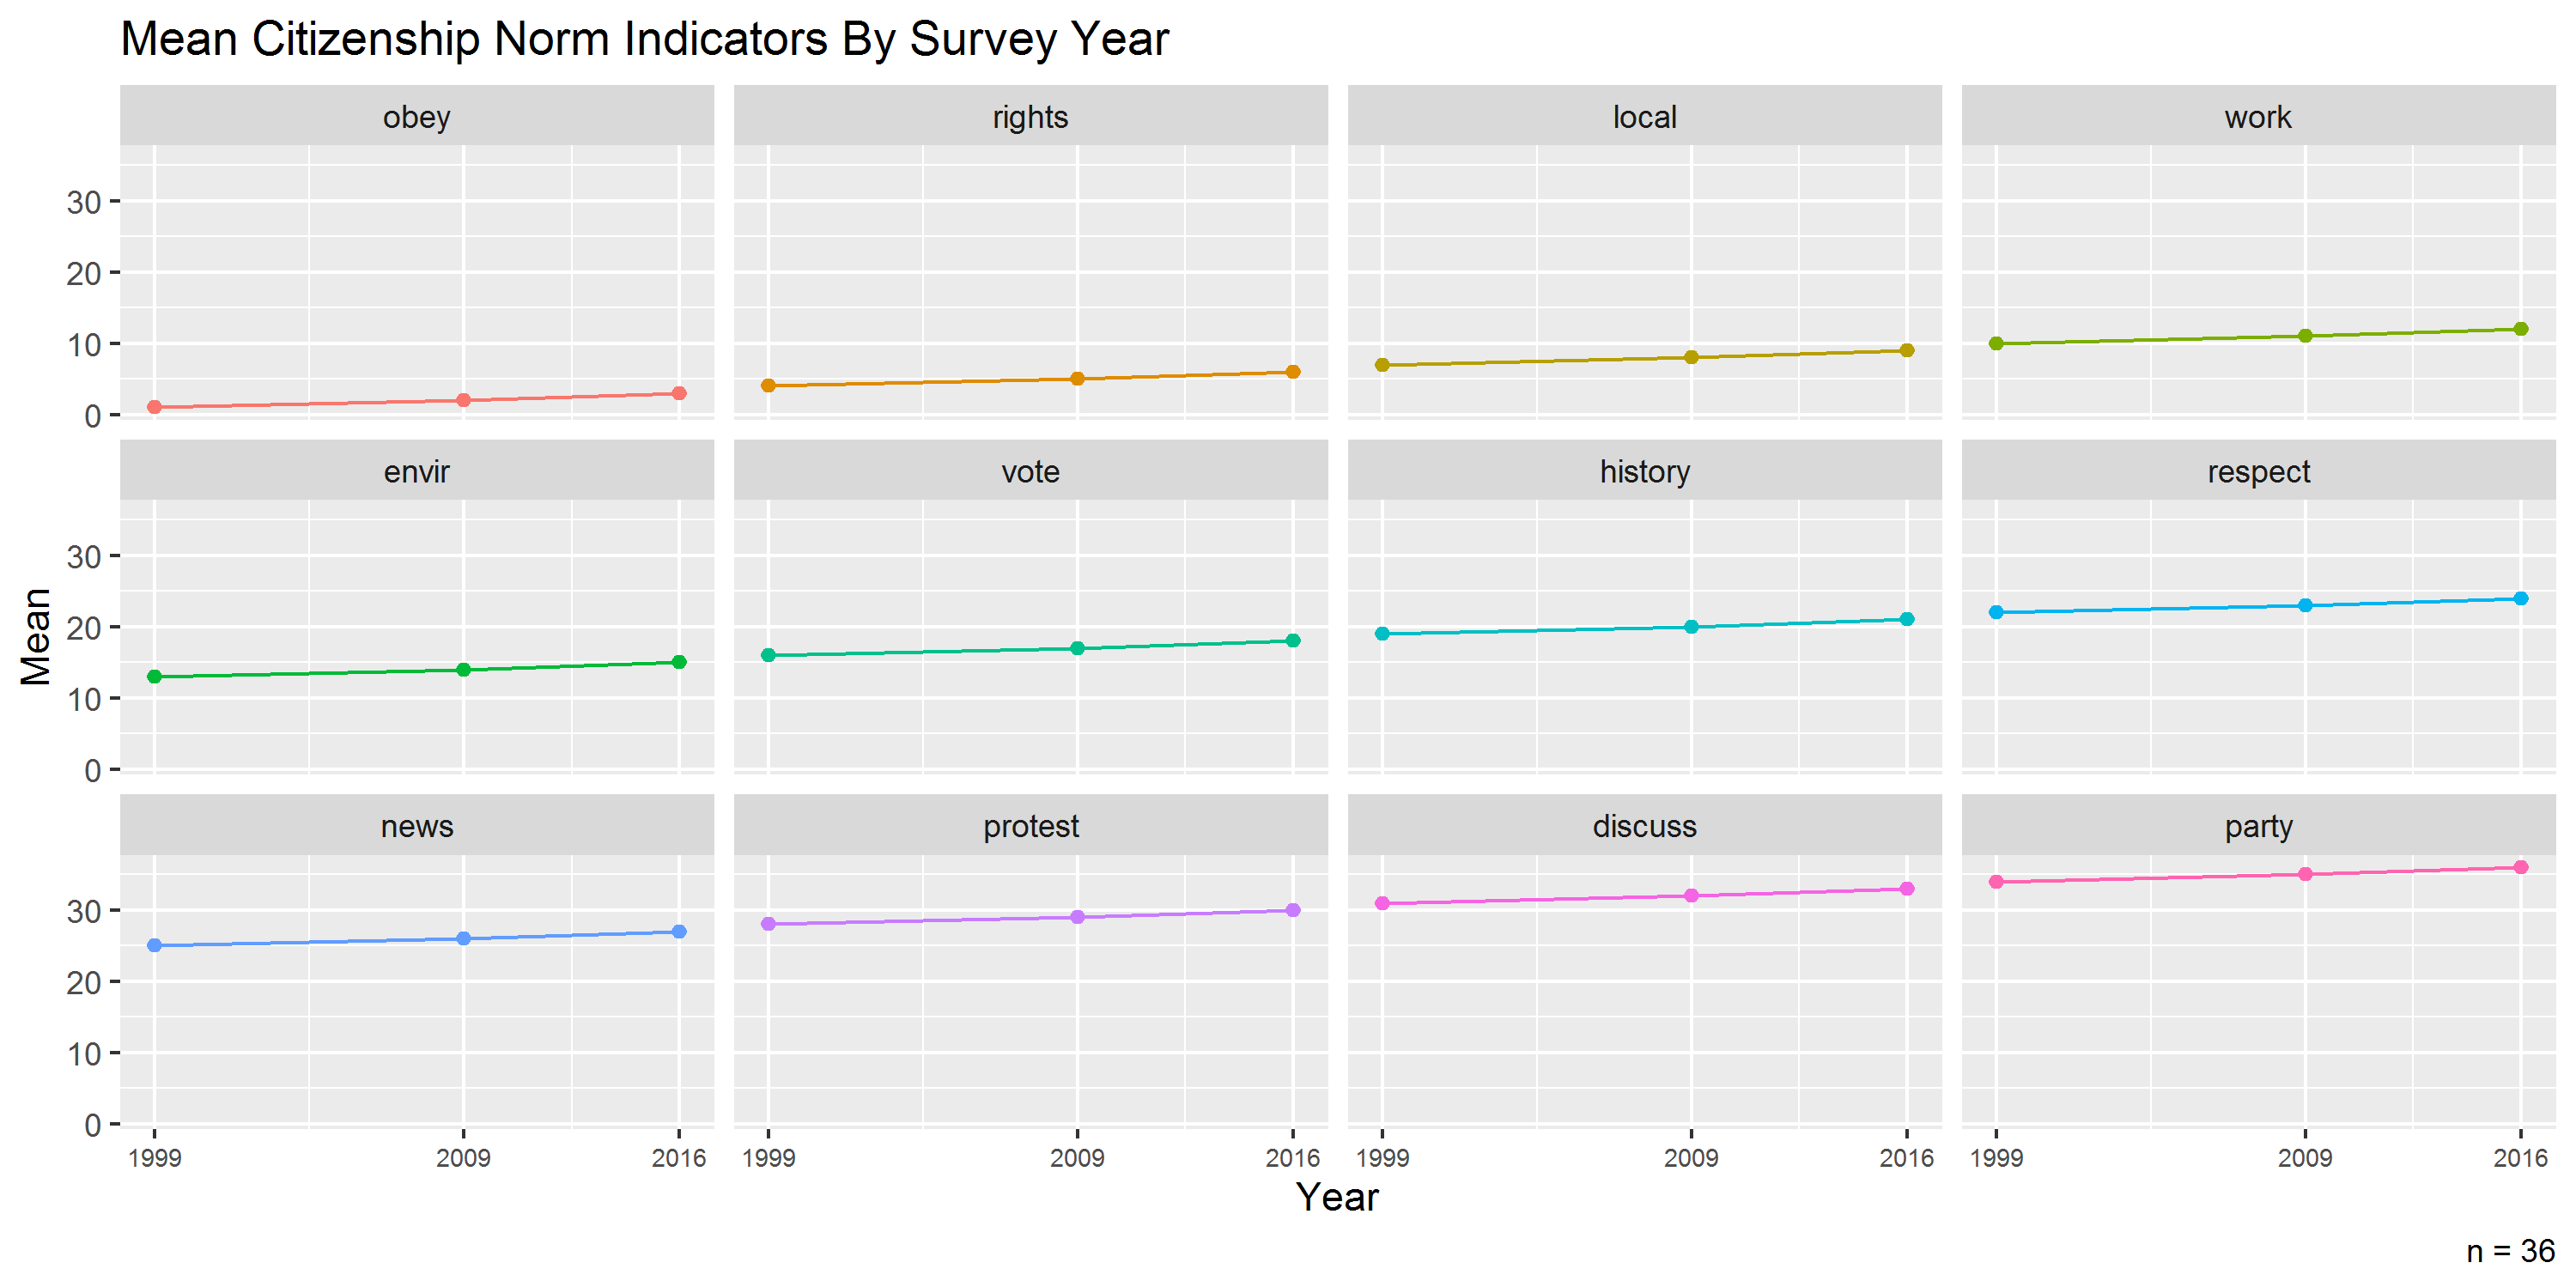 Mean Citizenship Norm Indicators By Survey Year
obey rights local work
30
20
10
0
envir vote history respect
30
20
10
0
Mean
news protest discuss party
30
20
10
0
1999 2009 2016 1999 2009 2016 1999 2009 2016 1999 2009 2016
Year
n = 36